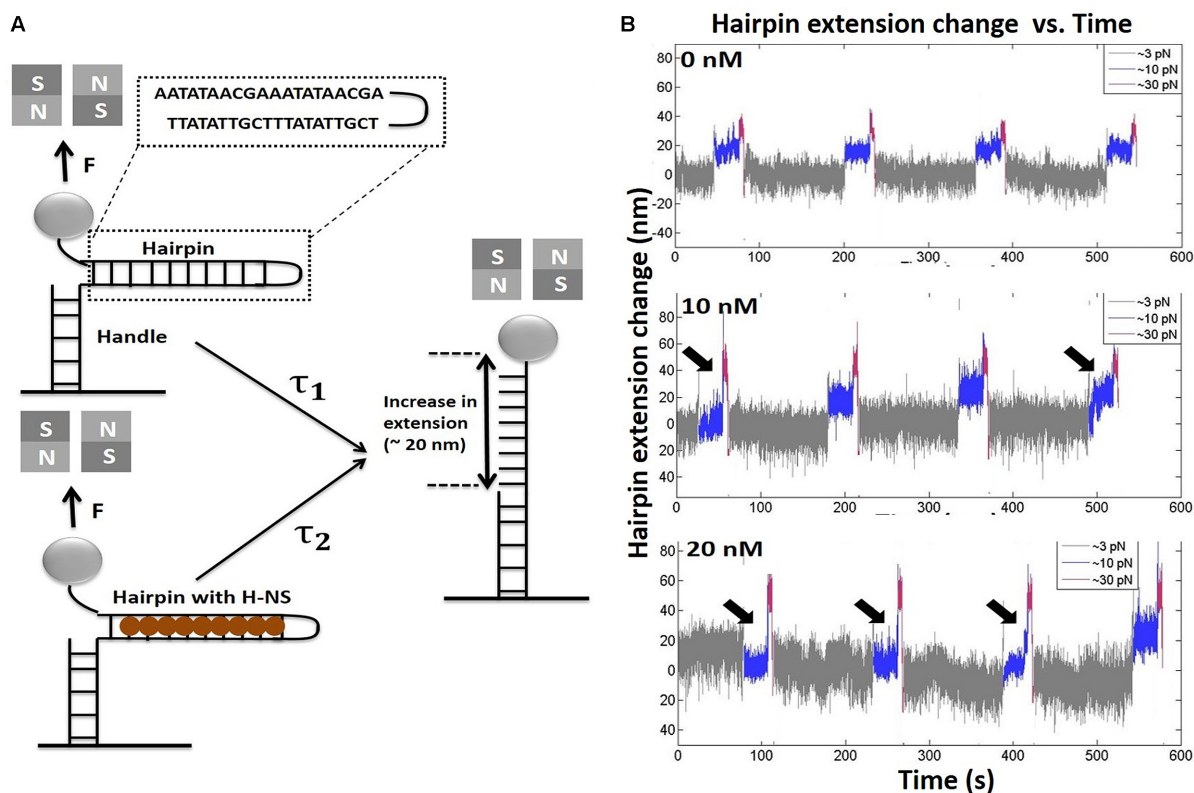 A
S
N
N
S
F
AATATAACGAAATATAACGA
TTATATTGCTTTATATTGCT
Hairpin
Handle
τ1
S
N
N
S
Increase in
extension
(~ 20 nm)
S
N
N
S
F
τ2
Hairpin with H-NS
B
Hairpin extension change vs. Time
Hairpin extension change (nm)
0 nM
~3 pN
~10 pN
~30 pN
80
60
40
20
0
-20
-40
0 100 200 300 400 500 600
10 nM
~3 pN
~10 pN
~30 pN
80
60
40
20
0
20
40
0 100 200 300 400 500 600
20 nM
~3 pN
~10 pN
~30 pN
80
60
40
20
0
20
40
0 100 200 300 400 500 600
Time (s)